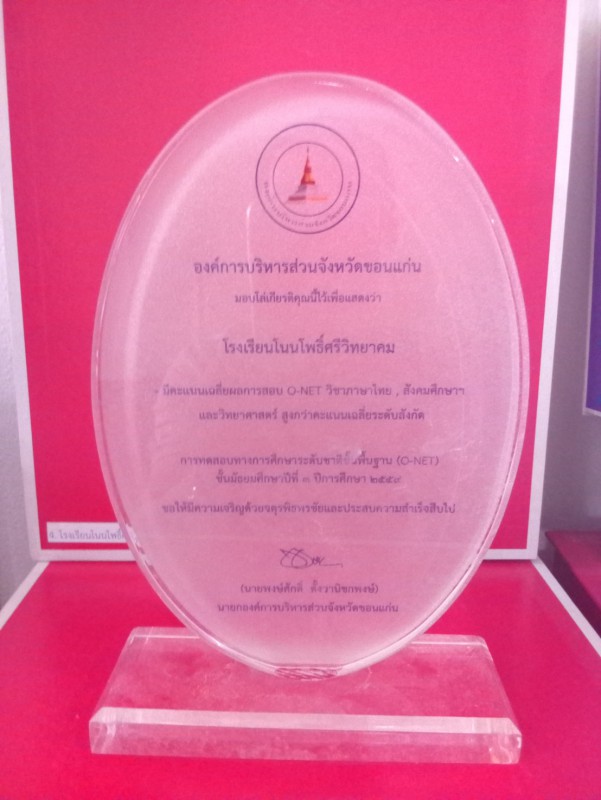 องค์การบริหารส่วนจังหวัดขอนแก่น
มอบโล่เกียรติคุณนี้ไว้เพื่อแสดงว่า
โรงเรียนโนนโพธิ์ศรีวิทยาคม
มีคะแนนเฉลี่ยผลการสอบ O-NET วิชาภาษาไทย , สังคมศึกษาฯ
และวิทยาศาสตร์ สูงกว่าคะแนนเฉลี่ยระดับสังกัด
การทดสอบทางการศึกษาระดับชาติขั้นพื้นฐาน (O-NET)
ชั้นมัธยมศึกษาปีที่ ๓ ปีการศึกษา
ขอให้มีความเจริญด้วยจตุรพิธพรชัยและประสบความสำเร็จสืบไป
(นายพงษ์ศักดิ์ ตั้งวานิชกพงษ์)
นายกองค์การบริหารส่วนจังหวัดขอนแก่น